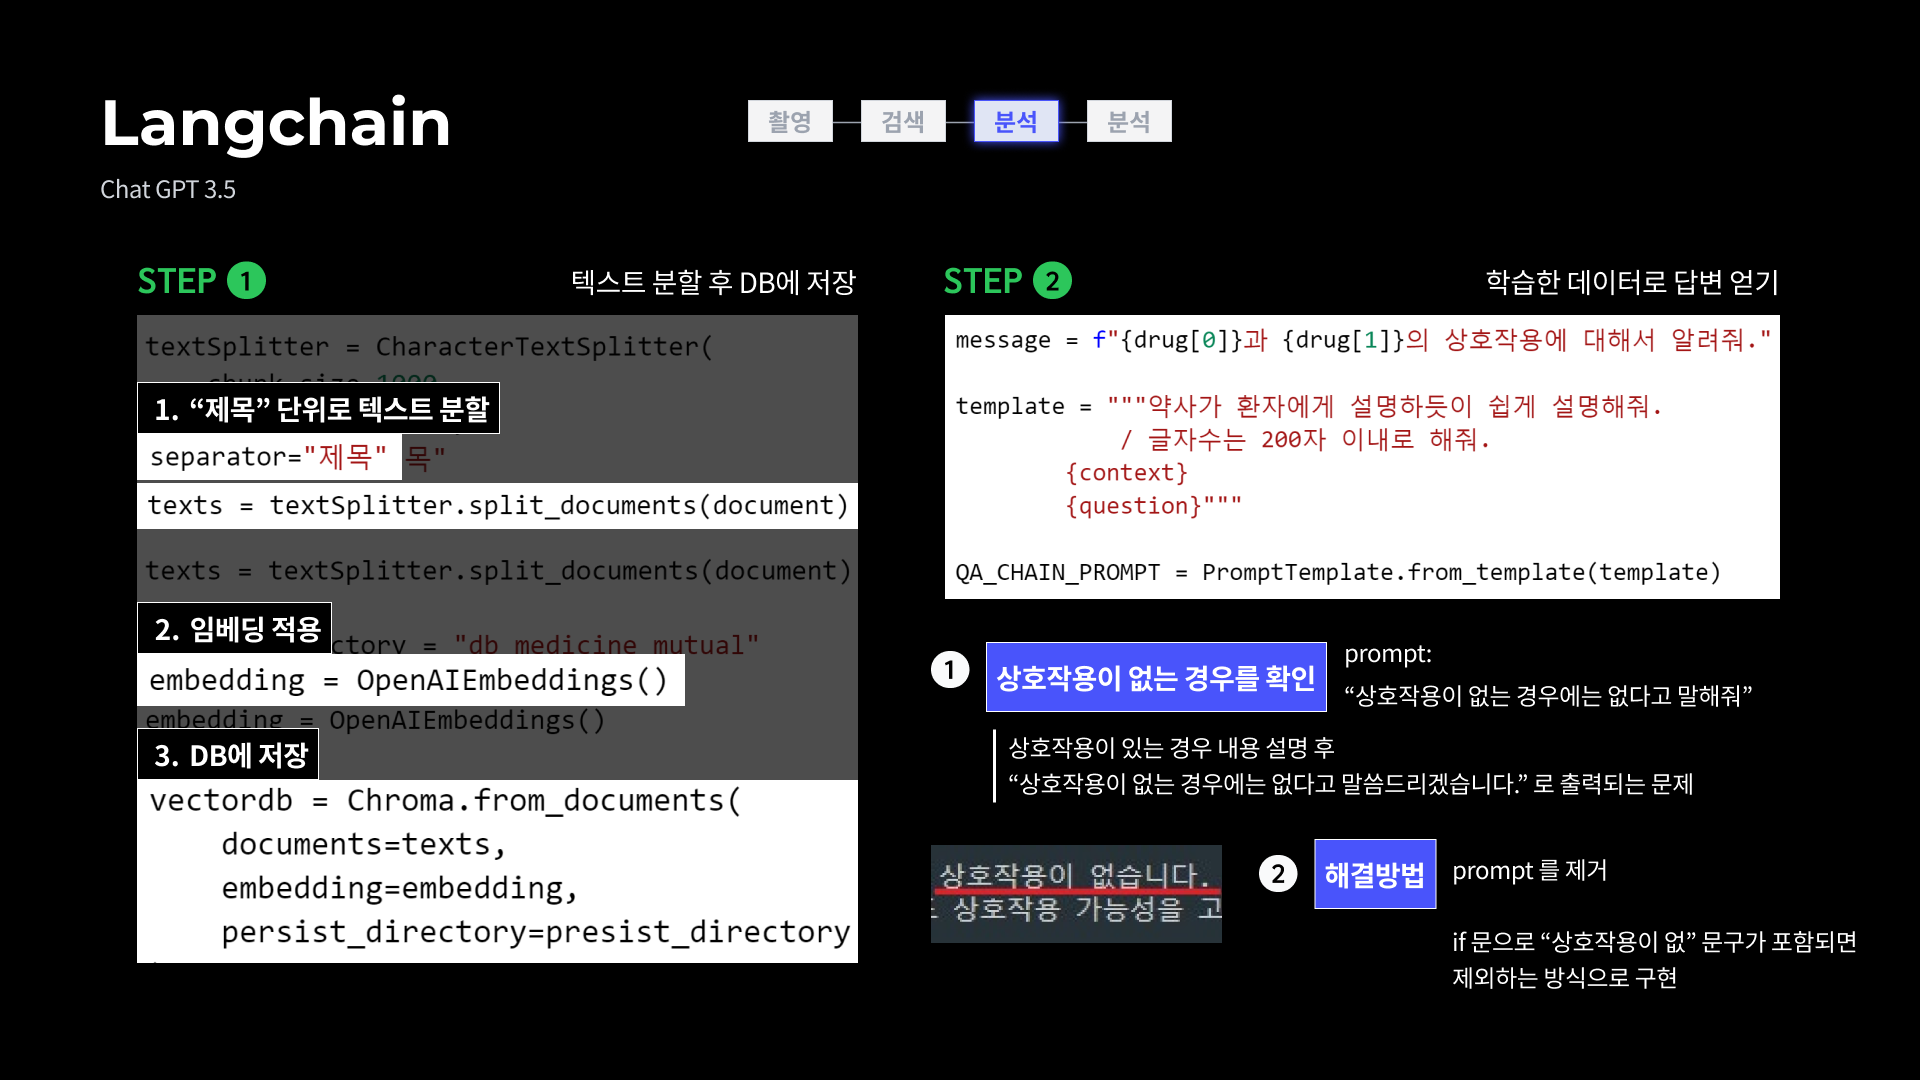 Langchain
Chat GPT 3.5
촬영
검색
분석
분석
STEP 1
텍스트 분할 후 DB에 저장
textSplitter = CharacterTextSplitter(
1. “제목” 단위로 텍스트 분할
separator="제목" 목"
texts = textSplitter.split_documents(document)
texts = textSplitter.split_documents(document)
2. 임베딩 적용
ctory = "db_medicine_mutual"
embedding = OpenAIEmbeddings()
embedding = OpenAIEmbeddings()
3. DB에 저장
vectordb = Chroma.from_documents(
documents=texts,
embedding=embedding,
persist_directory=presist_directory
STEP 2
학습한 데이터로 답변 얻기
message = f"{drug[0]}과 {drug[1]}의 상호작용에 대해서 알려줘."
template = """약사가 환자에게 설명하듯이 쉽게 설명해줘.
/ 글자수는 200자 이내로 해줘.
{context}
{question}"""
QA_CHAIN_PROMPT = PromptTemplate.from_template(template)
1 상호작용이 없는 경우를 확인
prompt:
“상호작용이 없는 경우에는 없다고 말해줘”
상호작용이 있는 경우 내용 설명 후
“상호작용이 없는 경우에는 없다고 말씀드리겠습니다.” 로 출력되는 문제
상호작용이 없습니다.
상호작용 가능성을 고
2 해결방법
prompt 를 제거
if 문으로 “상호작용이 없” 문구가 포함되면
제외하는 방식으로 구현